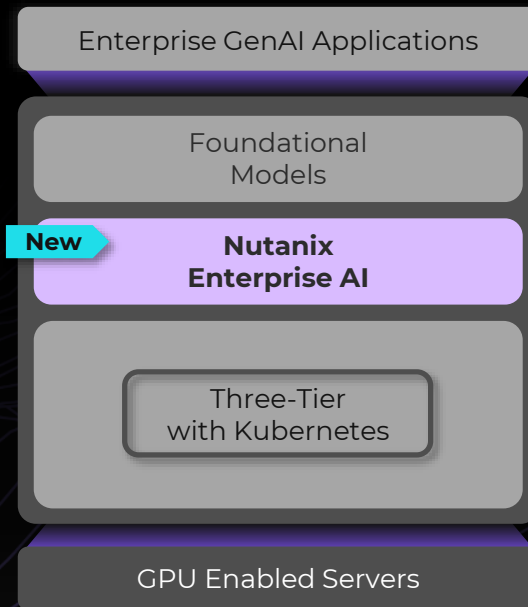 Enterprise GenAI Applications
Foundational
Models
New
Nutanix
Enterprise AI
Three-Tier
with Kubernetes
GPU Enabled Servers